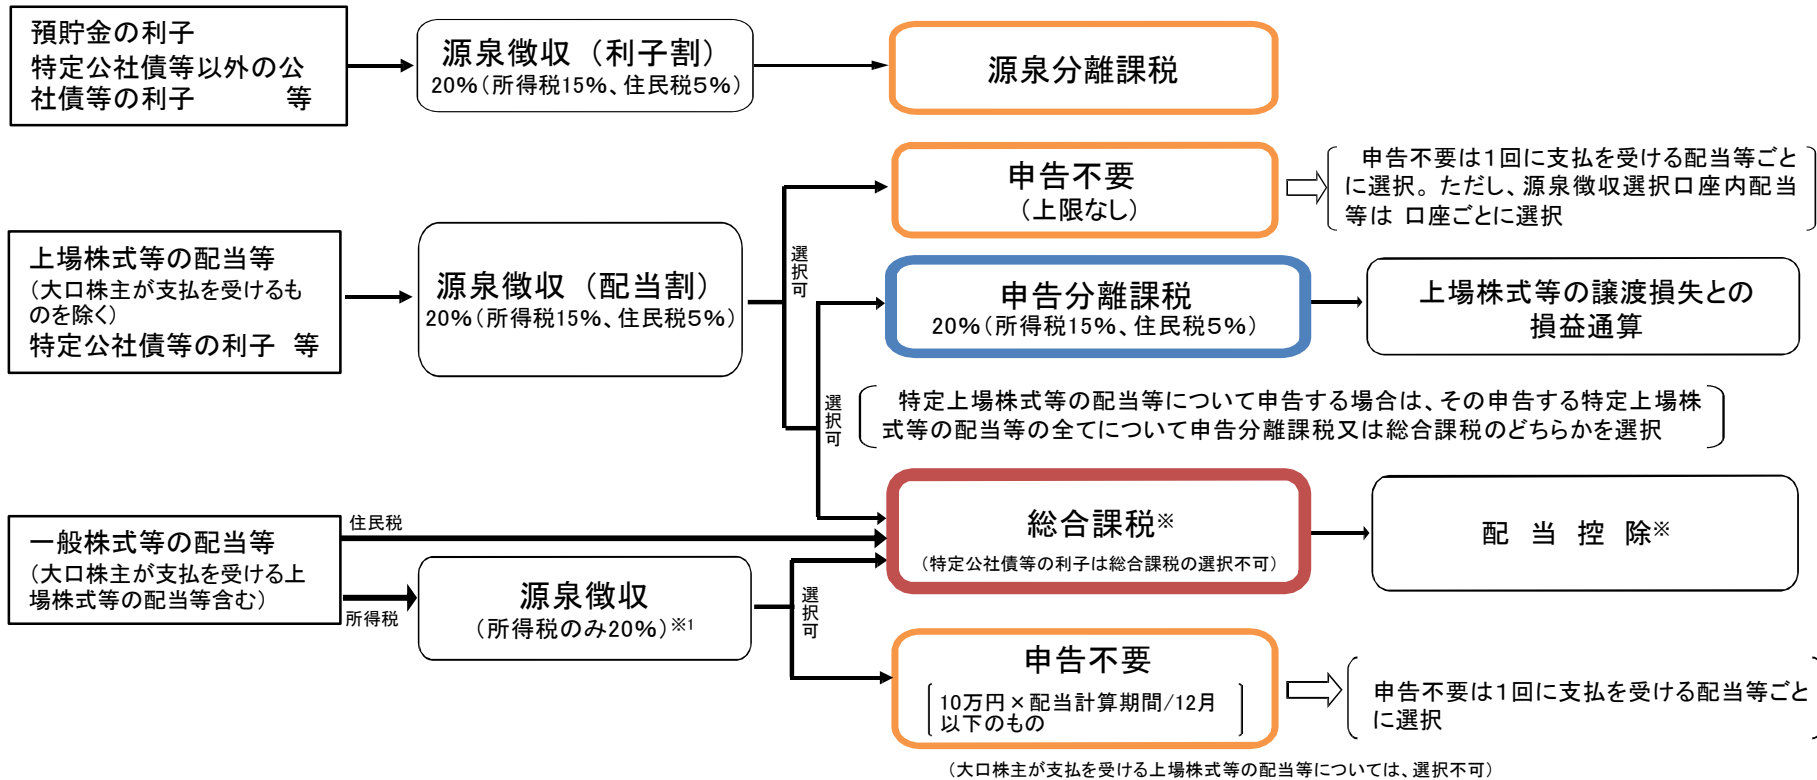 預貯金の利子
特定公社債等以外の公
社債等の利子　　　　等
源泉徴収（利子割）
20%(所得税15%、住民税5%)
源泉分離課税
上場株式等の配当等
(大口株主が支払を受けるも
のを除く)
特定公社債等の利子　等
源泉徴収（配当割）
20%(所得税15%、住民税5%)
選択可
申告不要
(上限なし)
申告不要は1回に支払を受ける配当等ごと
に選択。ただし、源泉徴収選択口座内配当
等は 口座ごとに選択
申告分離課税
20%(所得税15%、住民税5%)
上場株式等の譲渡損失との
損益通算
選択可
特定上場株式等の配当等について申告する場合は、その申告する特定上場株
式等の配当等の全てについて申告分離課税又は総合課税のどちらかを選択
一般株式等の配当等
(大口株主が支払を受ける上
場株式等の配当等含む)
住民税
所得税
源泉徴収
(所得税のみ20%)※1
選択可
総合課税※
(特定公社債等の利子は総合課税の選択不可)
配　当　控　除※
申告不要
10万円×配当計算期間/12月
以下のもの
申告不要は1回に支払を受ける配当等ごと
に選択
(大口株主が支払を受ける上場株式等の配当等については、選択不可)